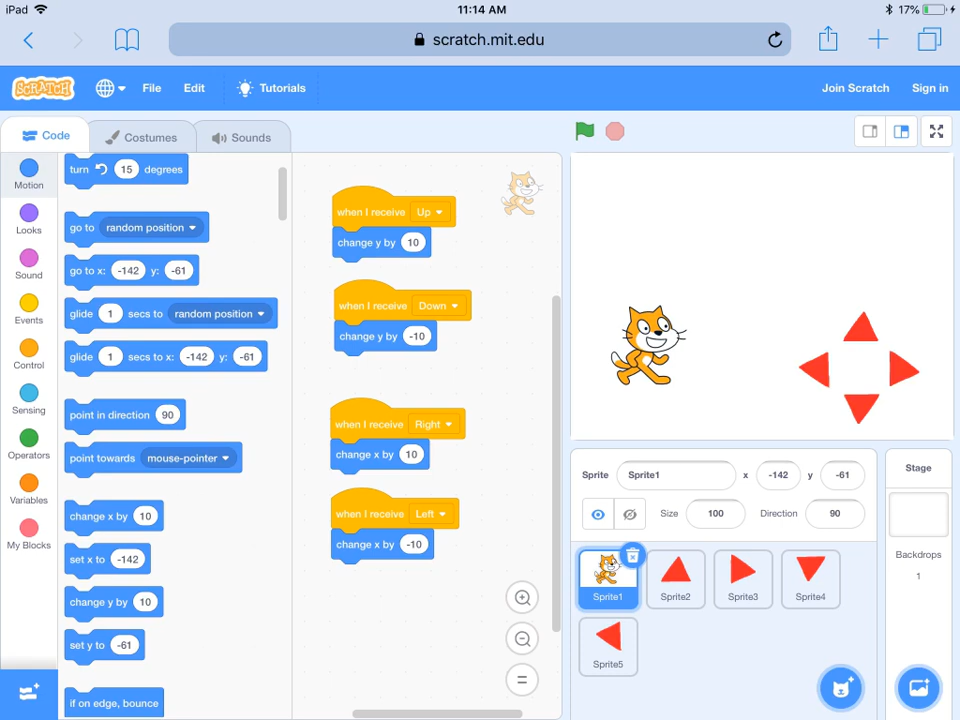 iPad 11:14 AM 17%
scratch.mit.edu
SCRATCH File Edit Tutorials Join Scratch Sign in
Code Costumes Sounds
Motion
Looks
Sound
Events
Control
Sensing
Operators
Variables
My Blocks
turn 15 degrees
go to random position
go to x: -142 y: -61
glide 1 secs to random position
glide 1 secs to x: -142 y: -61
point in direction 90
point towards mouse-pointer
change x by 10
set x to -142
change y by 10
set y to -61
if on edge, bounce
when I receive Up
change y by 10
when I receive Down
change y by -10
when I receive Right
change x by 10
when I receive Left
change x by -10
Sprite Sprite1 x -142 y -61
Size 100 Direction 90
Sprite1 Sprite2 Sprite3 Sprite4
Sprite5
Stage
Backdrops
1